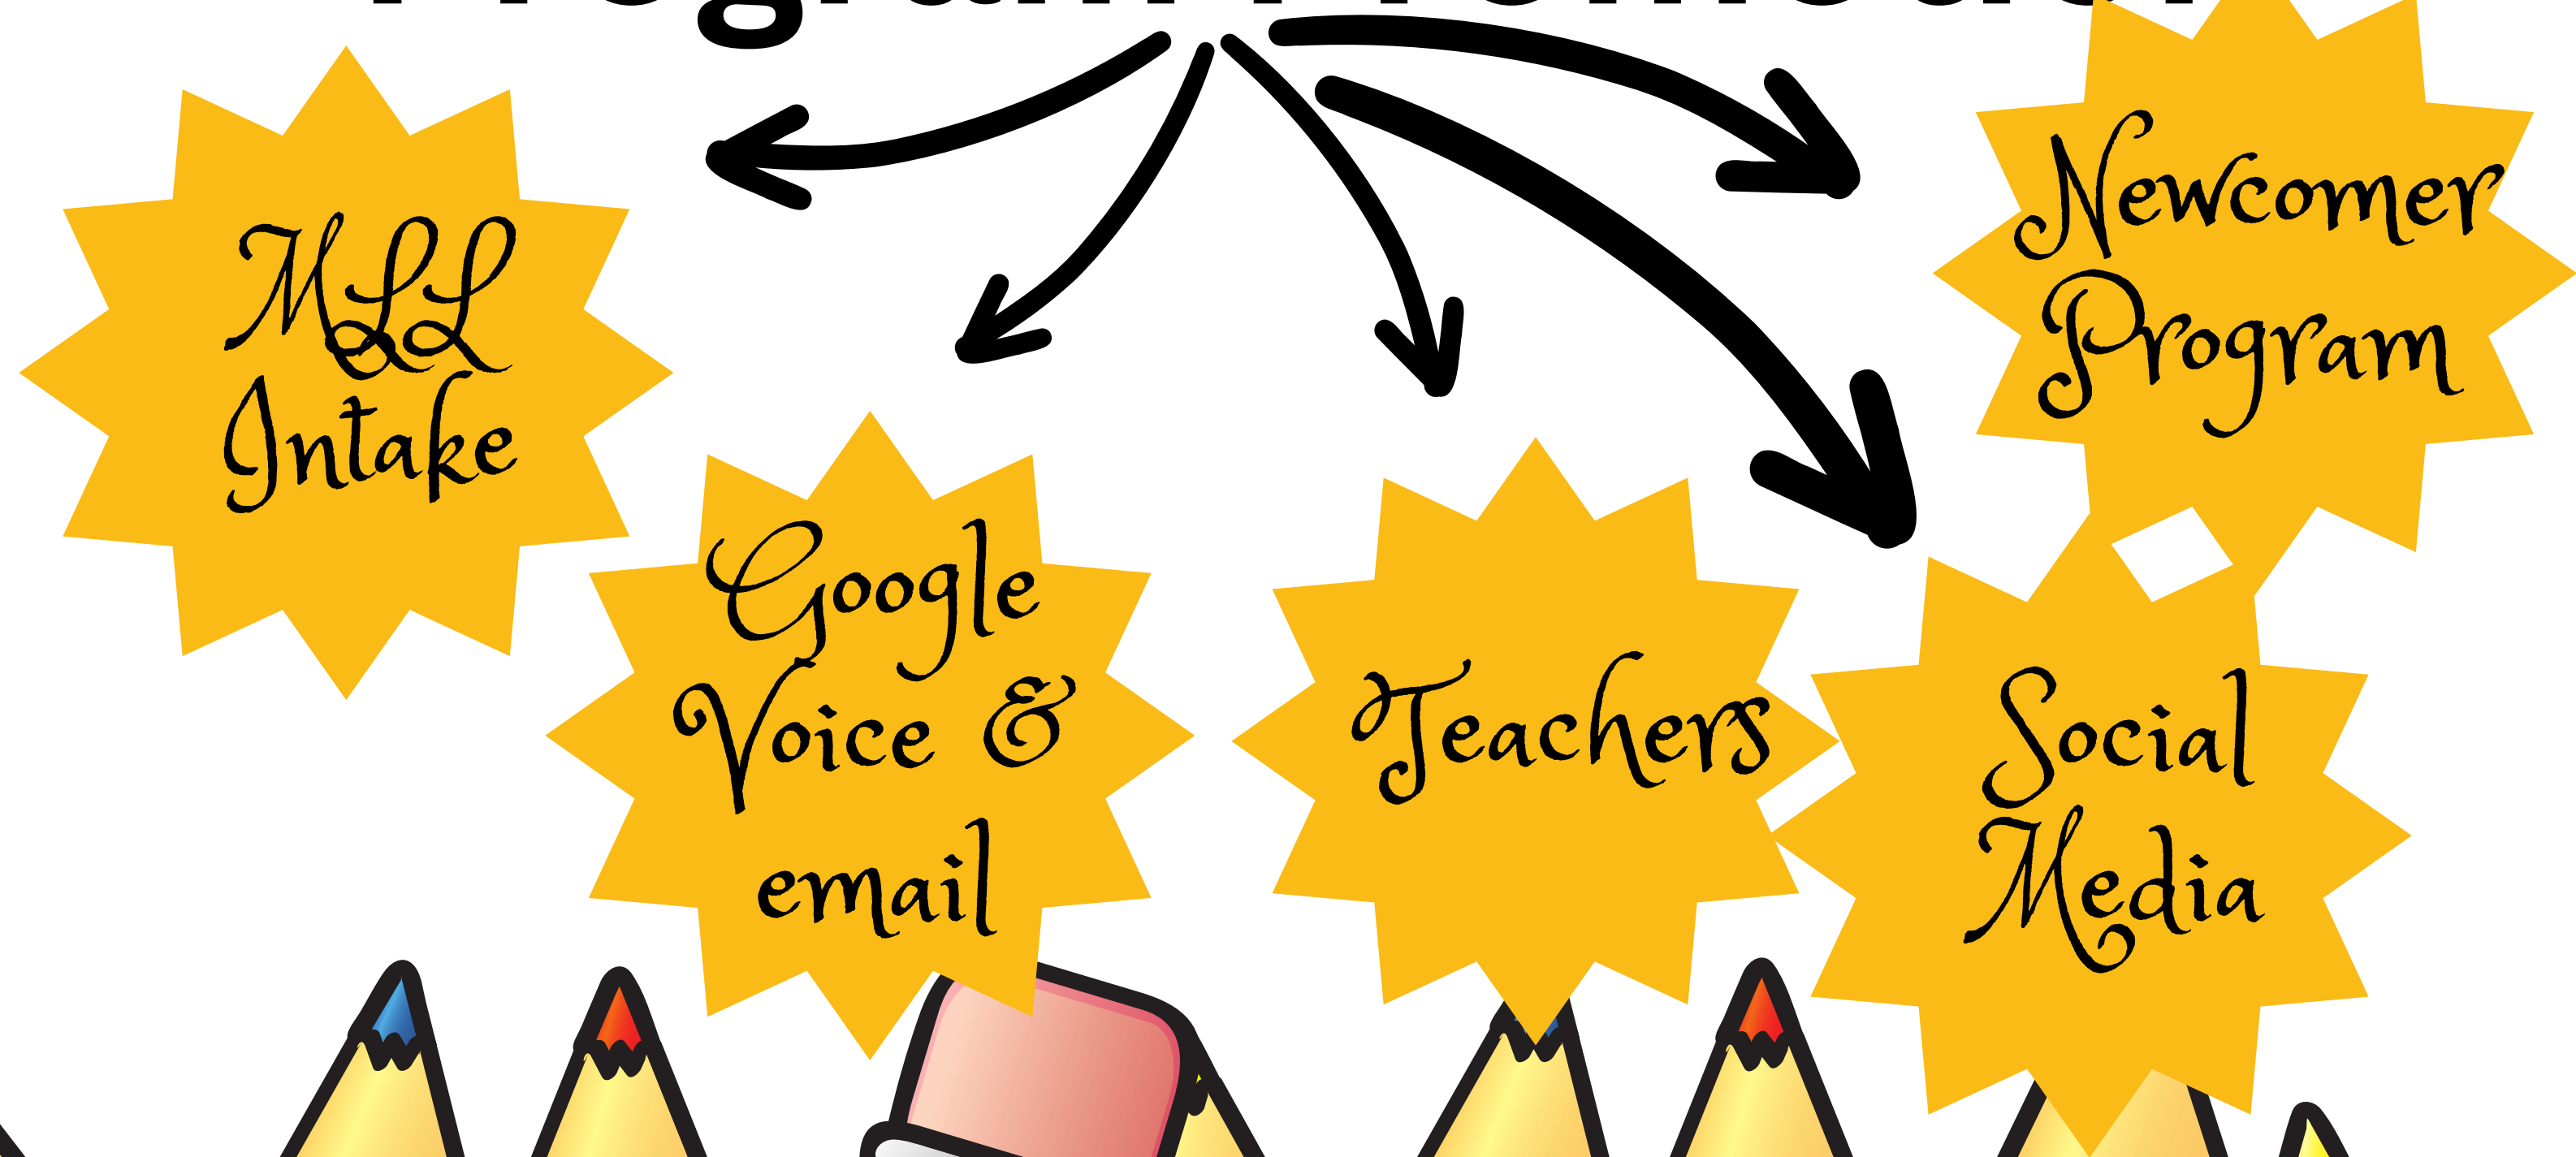 MLL
Intake
Google
Voice &
email
Teachers
Social
Media
Newcomer
Program